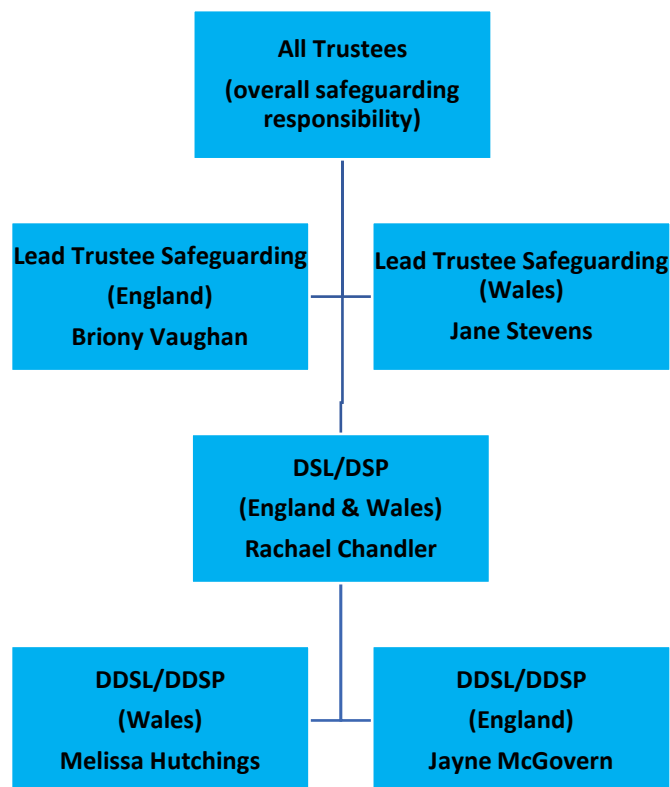 All Trustees
(overall safeguarding
responsibility)
Lead Trustee Safeguarding
(England)
Briony Vaughan
Lead Trustee Safeguarding
(Wales)
Jane Stevens
DSL/DSP
(England & Wales)
Rachael Chandler
DDSL/DDSP
(Wales)
Melissa Hutchings
DDSL/DDSP
(England)
Jayne McGovern